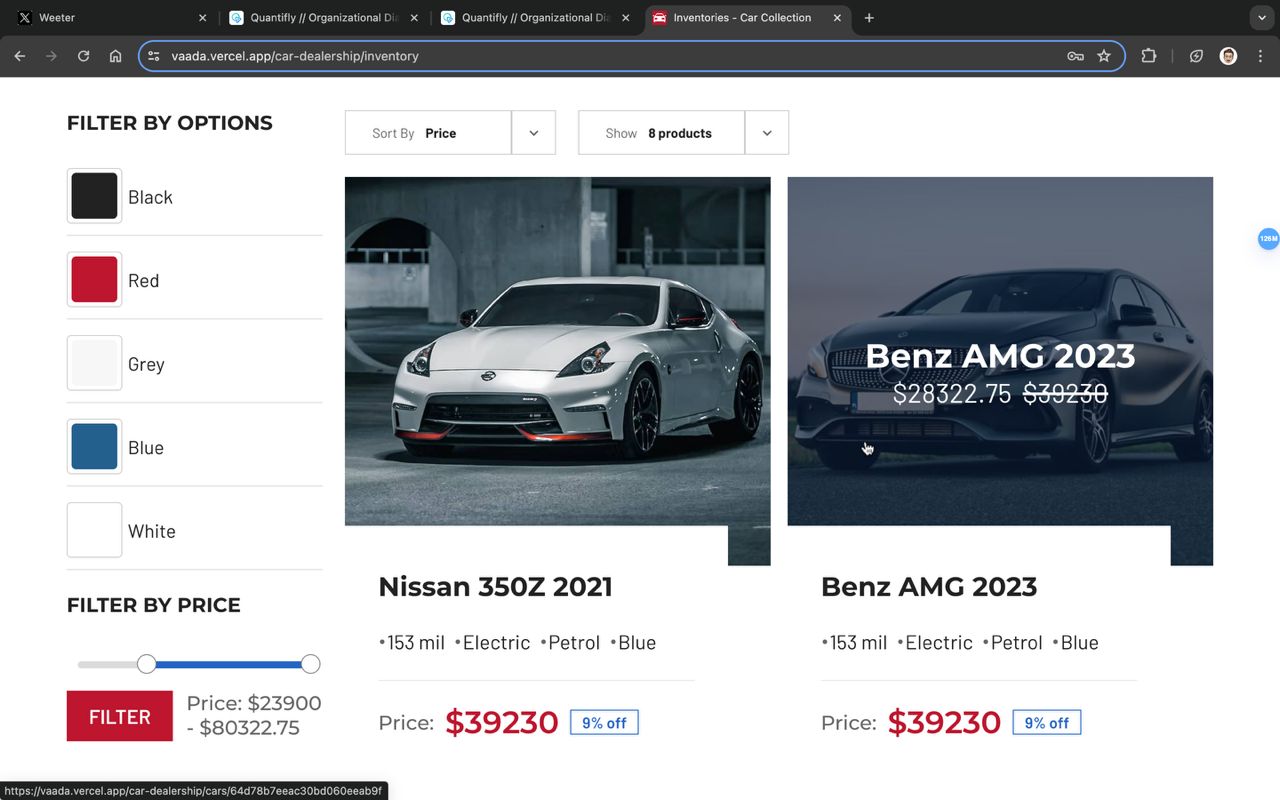 Weeter
Quantifly // Organizational Di
Quantifly // Organizational Di
Inventories - Car Collection
vaada.vercel.app/car-dealership/inventory
FILTER BY OPTIONS
Black
Red
Grey
Blue
White
FILTER BY PRICE
FILTER
Price: $23900
- $80322.75
Sort By Price
Show 8 products
Nissan 350Z 2021
•153 mil •Electric •Petrol •Blue
Price: $39230 9% off
Benz AMG 2023
$28322.75 $39230
Benz AMG 2023
•153 mil •Electric •Petrol •Blue
Price: $39230 9% off
126M
https://vaada.vercel.app/car-dealership/cars/64d78b7eeac30bd060eeab9f